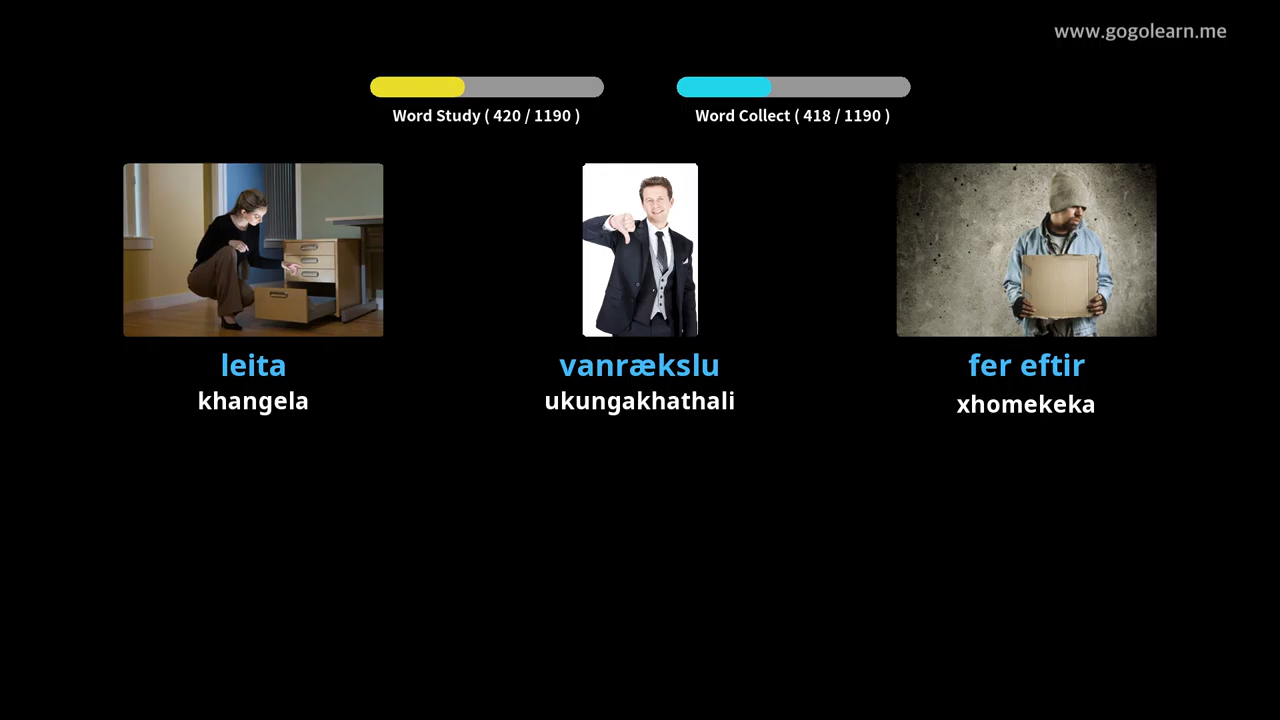 www.gogolearn.me
Word Study ( 420 / 1190 )
Word Collect ( 418 / 1190 )
leita
vanrækslu
fer eftir
khangela
ukungakhathali
xhomekeka